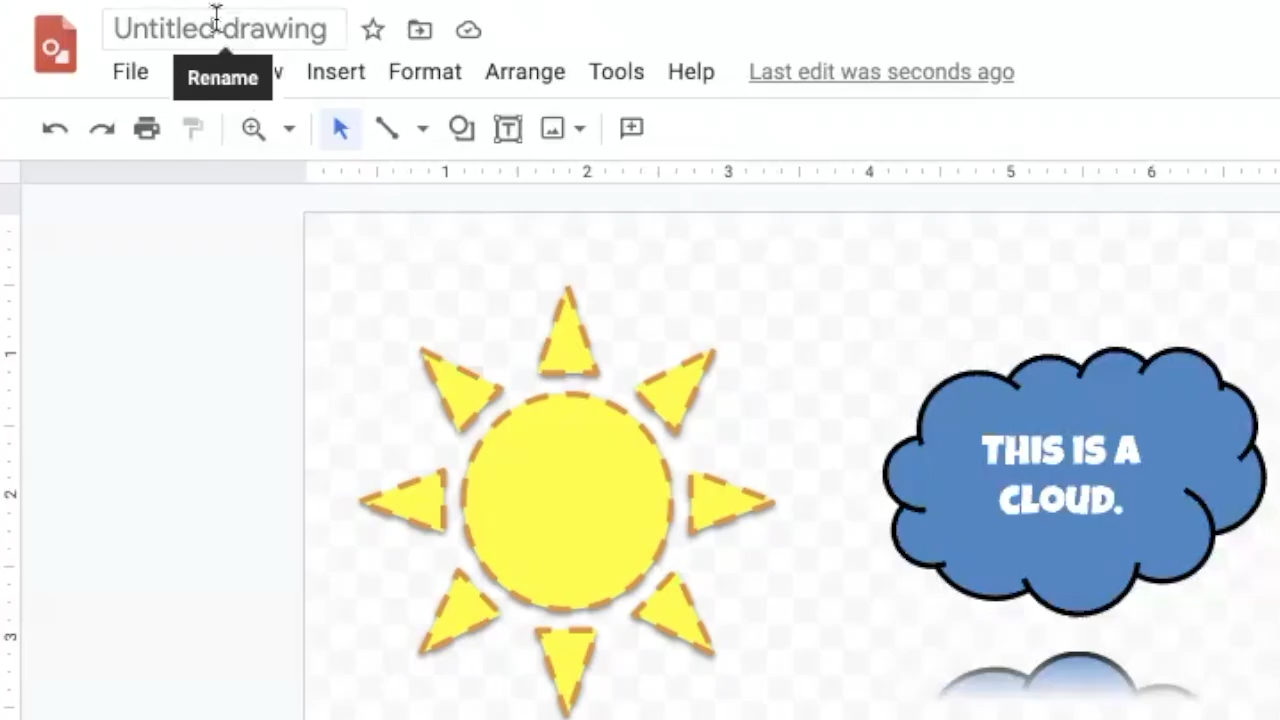 Untitled drawing
File
Rename
w
Insert
Format
Arrange
Tools
Help
Last edit was seconds ago
1 2 3 4 5 6
1
2
3
THIS IS A
CLOUD.